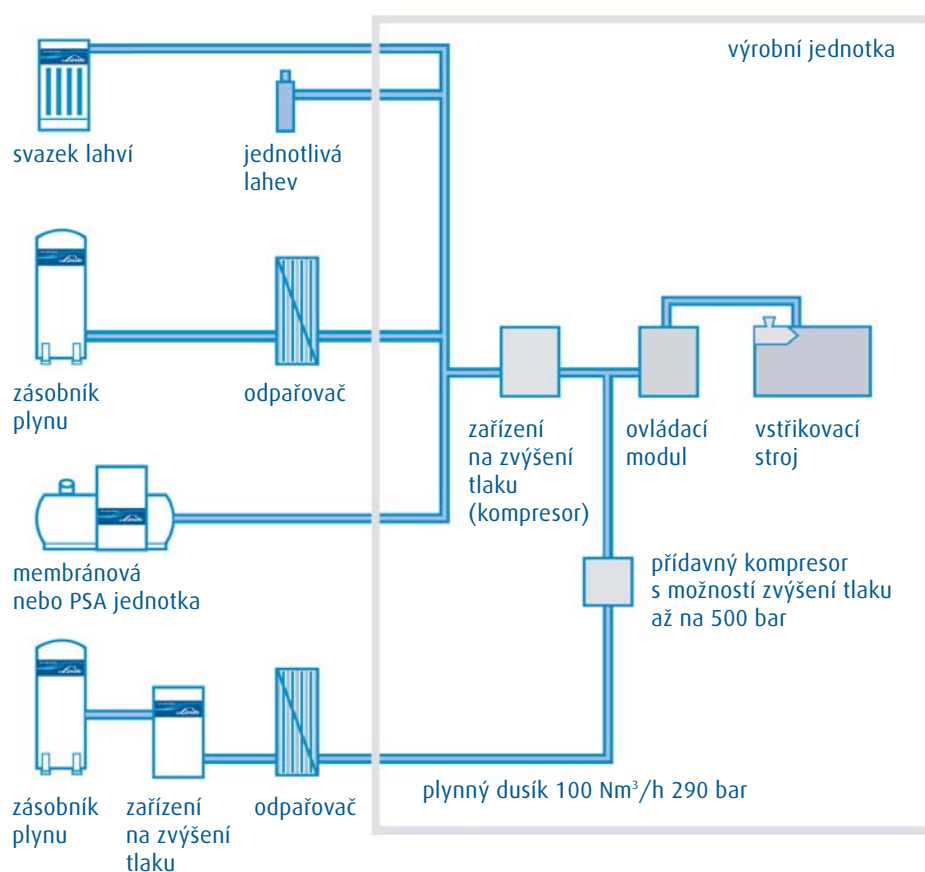 výrobní jednotka
svazek lahví
jednotlivá
lahev
zásobník
plynu
odpařovač
zařízení
na zvýšení
tlaku
(kompresor)
ovládací
modul
vstřikovací
stroj
membránová
nebo PSA jednotka
přídavný kompresor
s možností zvýšení tlaku
až na 500 bar
zásobník
plynu
zařízení
na zvýšení
tlaku
odpařovač
plynný dusík 100 Nm³/h 290 bar